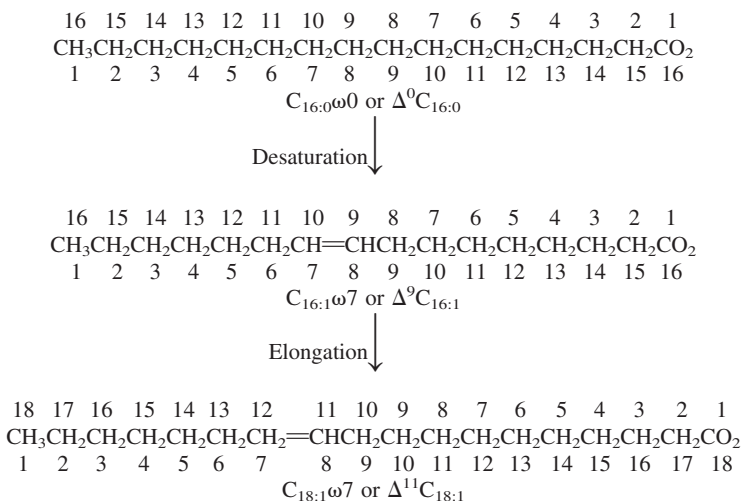 16 15 14 13 12 11 10 9 8 7 6 5 4 3 2 1
CH₃CH₂CH₂CH₂CH₂CH₂CH₂CH₂CH₂CH₂CH₂CH₂CH₂CH₂CH₂CO₂
1 2 3 4 5 6 7 8 9 10 11 12 13 14 15 16
C₁₆:₀ω0 or Δ⁰C₁₆:₀
Desaturation
16 15 14 13 12 11 10 9 8 7 6 5 4 3 2 1
CH₃CH₂CH₂CH₂CH₂CH₂CH═CHCH₂CH₂CH₂CH₂CH₂CH₂CH₂CO₂
1 2 3 4 5 6 7 8 9 10 11 12 13 14 15 16
C₁₆:₁ω7 or Δ⁹C₁₆:₁
Elongation
18 17 16 15 14 13 12 11 10 9 8 7 6 5 4 3 2 1
CH₃CH₂CH₂CH₂CH₂CH₂CH₂═CHCH₂CH₂CH₂CH₂CH₂CH₂CH₂CH₂CH₂CO₂
1 2 3 4 5 6 7 8 9 10 11 12 13 14 15 16 17 18
C₁₈:₁ω7 or Δ¹¹C₁₈:₁